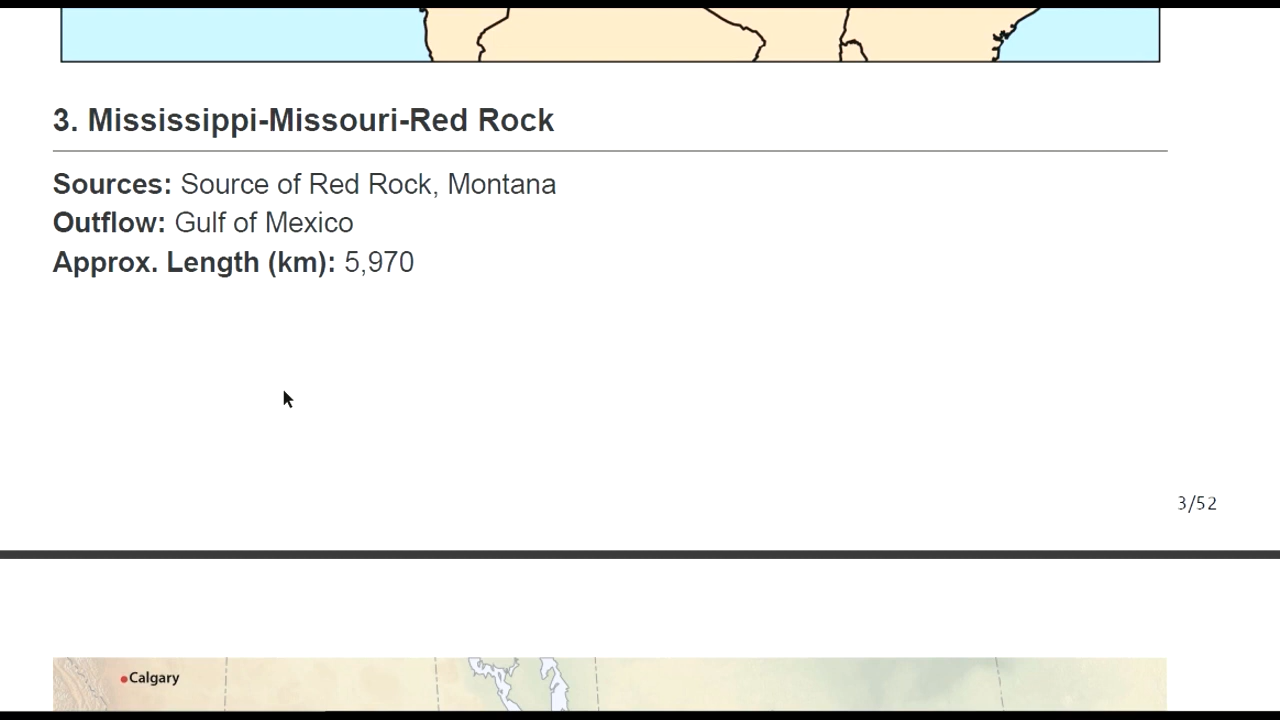 3. Mississippi-Missouri-Red Rock
Sources: Source of Red Rock, Montana
Outflow: Gulf of Mexico
Approx. Length (km): 5,970
3/52
Calgary